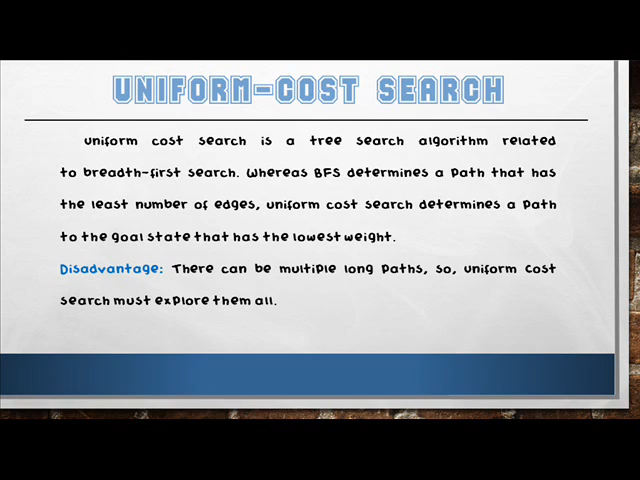 UNIFORM-COST SEARCH
Uniform cost search is a tree search algorithm related
to breadth-first search. Whereas BFS determines a path that has
the least number of edges, uniform cost search determines a path
to the goal state that has the lowest weight.
Disadvantage: There can be multiple long paths, so, uniform cost
search must explore them all.